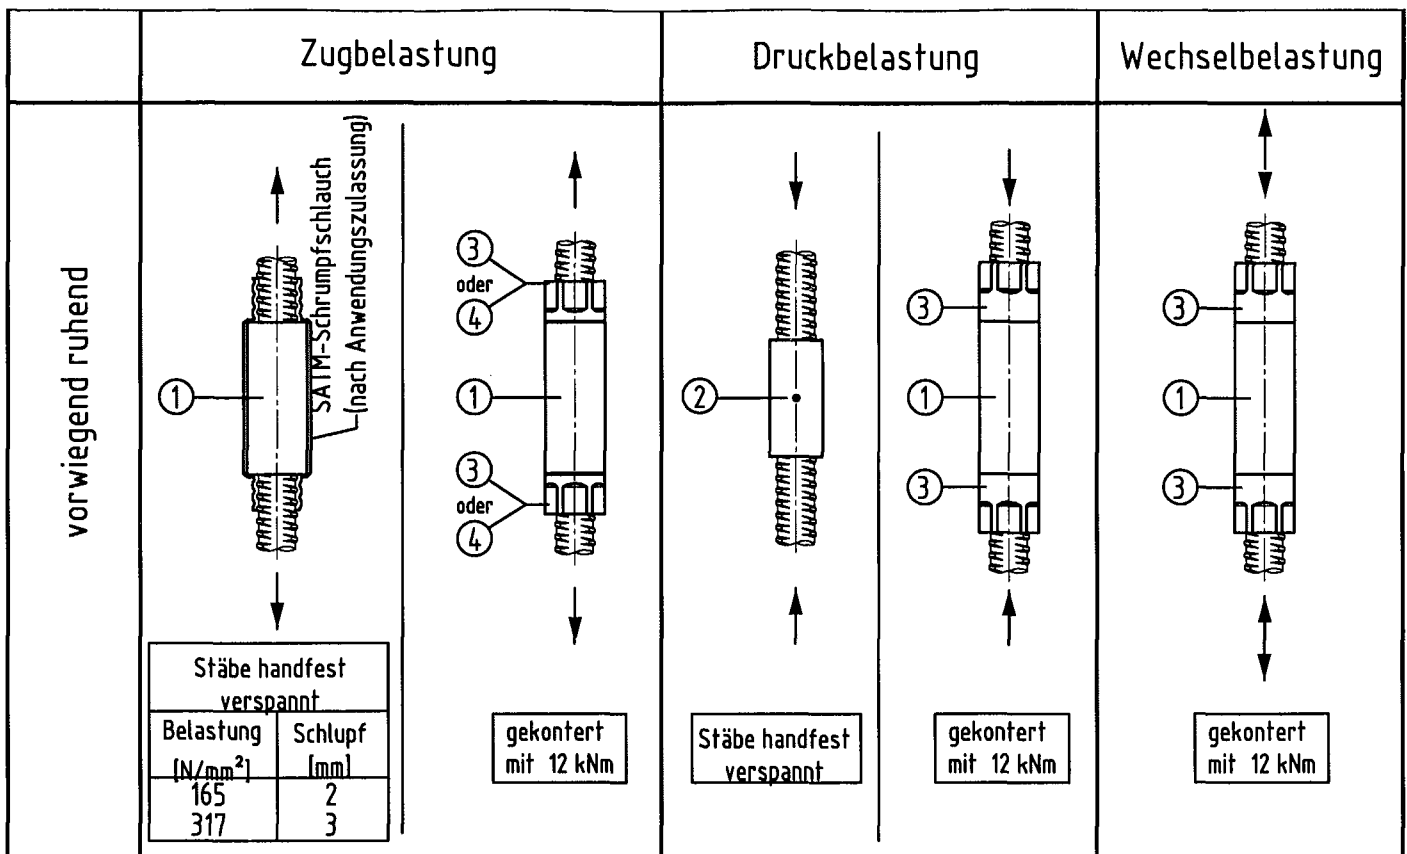 Zugbelastung
Druckbelastung
Wechselbelastung
vorwiegend ruhend
SATM-Schrumpfschlauch
(nach Anwendungszulassung)
1
3
oder
4
1
3
oder
4
2
3
1
3
3
1
3
Stäbe handfest
verspannt
Belastung Schlupf
[N/mm²] [mm]
165 2
317 3
gekontert
mit 12 kNm
Stäbe handfest
verspannt
gekontert
mit 12 kNm
gekontert
mit 12 kNm